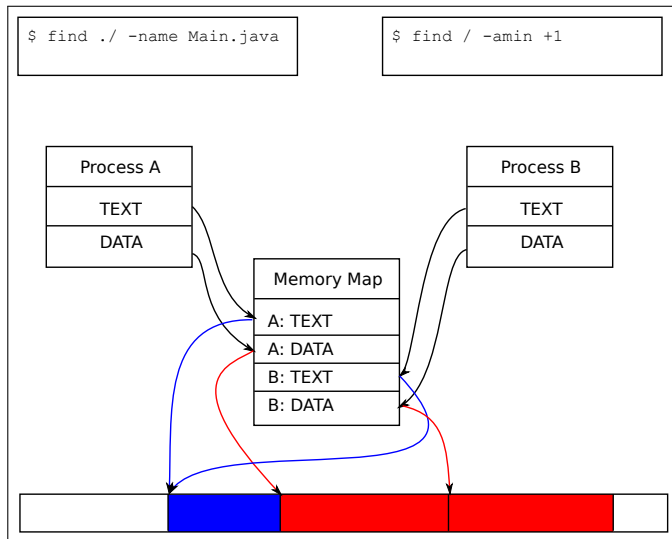 $ find ./ -name Main.java
$ find / -amin +1
Process A
TEXT
DATA
Process B
TEXT
DATA
Memory Map
A: TEXT
A: DATA
B: TEXT
B: DATA